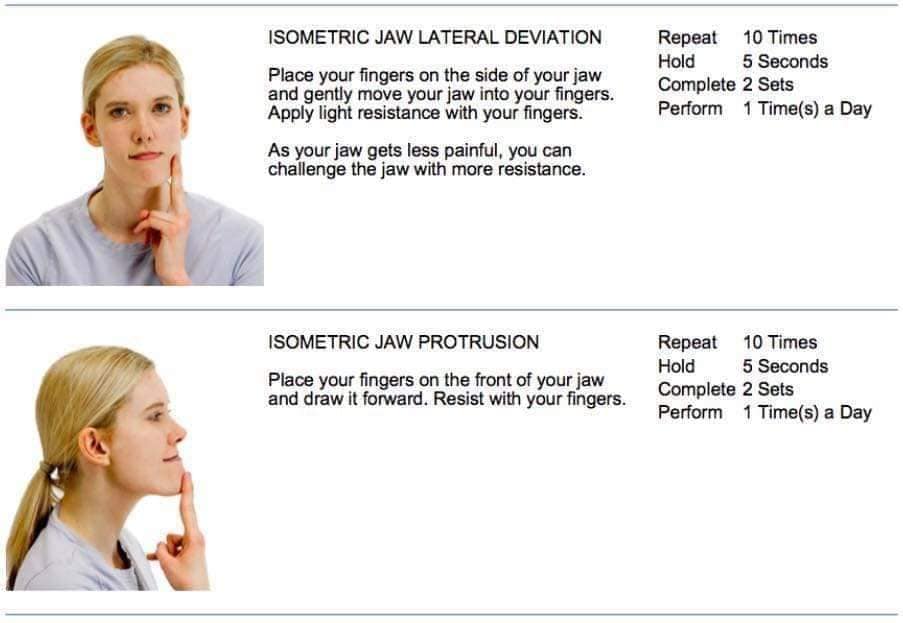 ISOMETRIC JAW LATERAL DEVIATION
Place your fingers on the side of your jaw
and gently move your jaw into your fingers.
Apply light resistance with your fingers.
As your jaw gets less painful, you can
challenge the jaw with more resistance.
Repeat 10 Times
Hold 5 Seconds
Complete 2 Sets
Perform 1 Time(s) a Day
ISOMETRIC JAW PROTRUSION
Place your fingers on the front of your jaw
and draw it forward. Resist with your fingers.
Repeat 10 Times
Hold 5 Seconds
Complete 2 Sets
Perform 1 Time(s) a Day